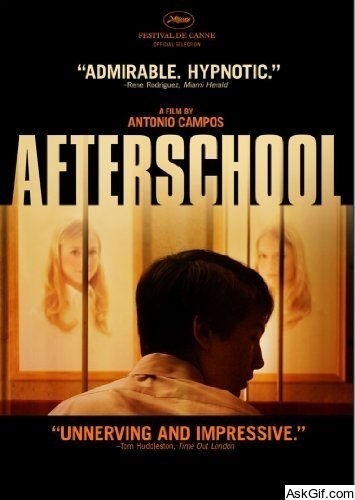 FESTIVAL DE CANNES
OFFICIAL SELECTION
"ADMIRABLE. HYPNOTIC."
–Rene Rodriguez, Miami Herald
A FILM BY
ANTONIO CAMPOS
AFTERSCHOOL
"UNNERVING AND IMPRESSIVE."
–Tom Huddleston, Time Out London
AskGif.com